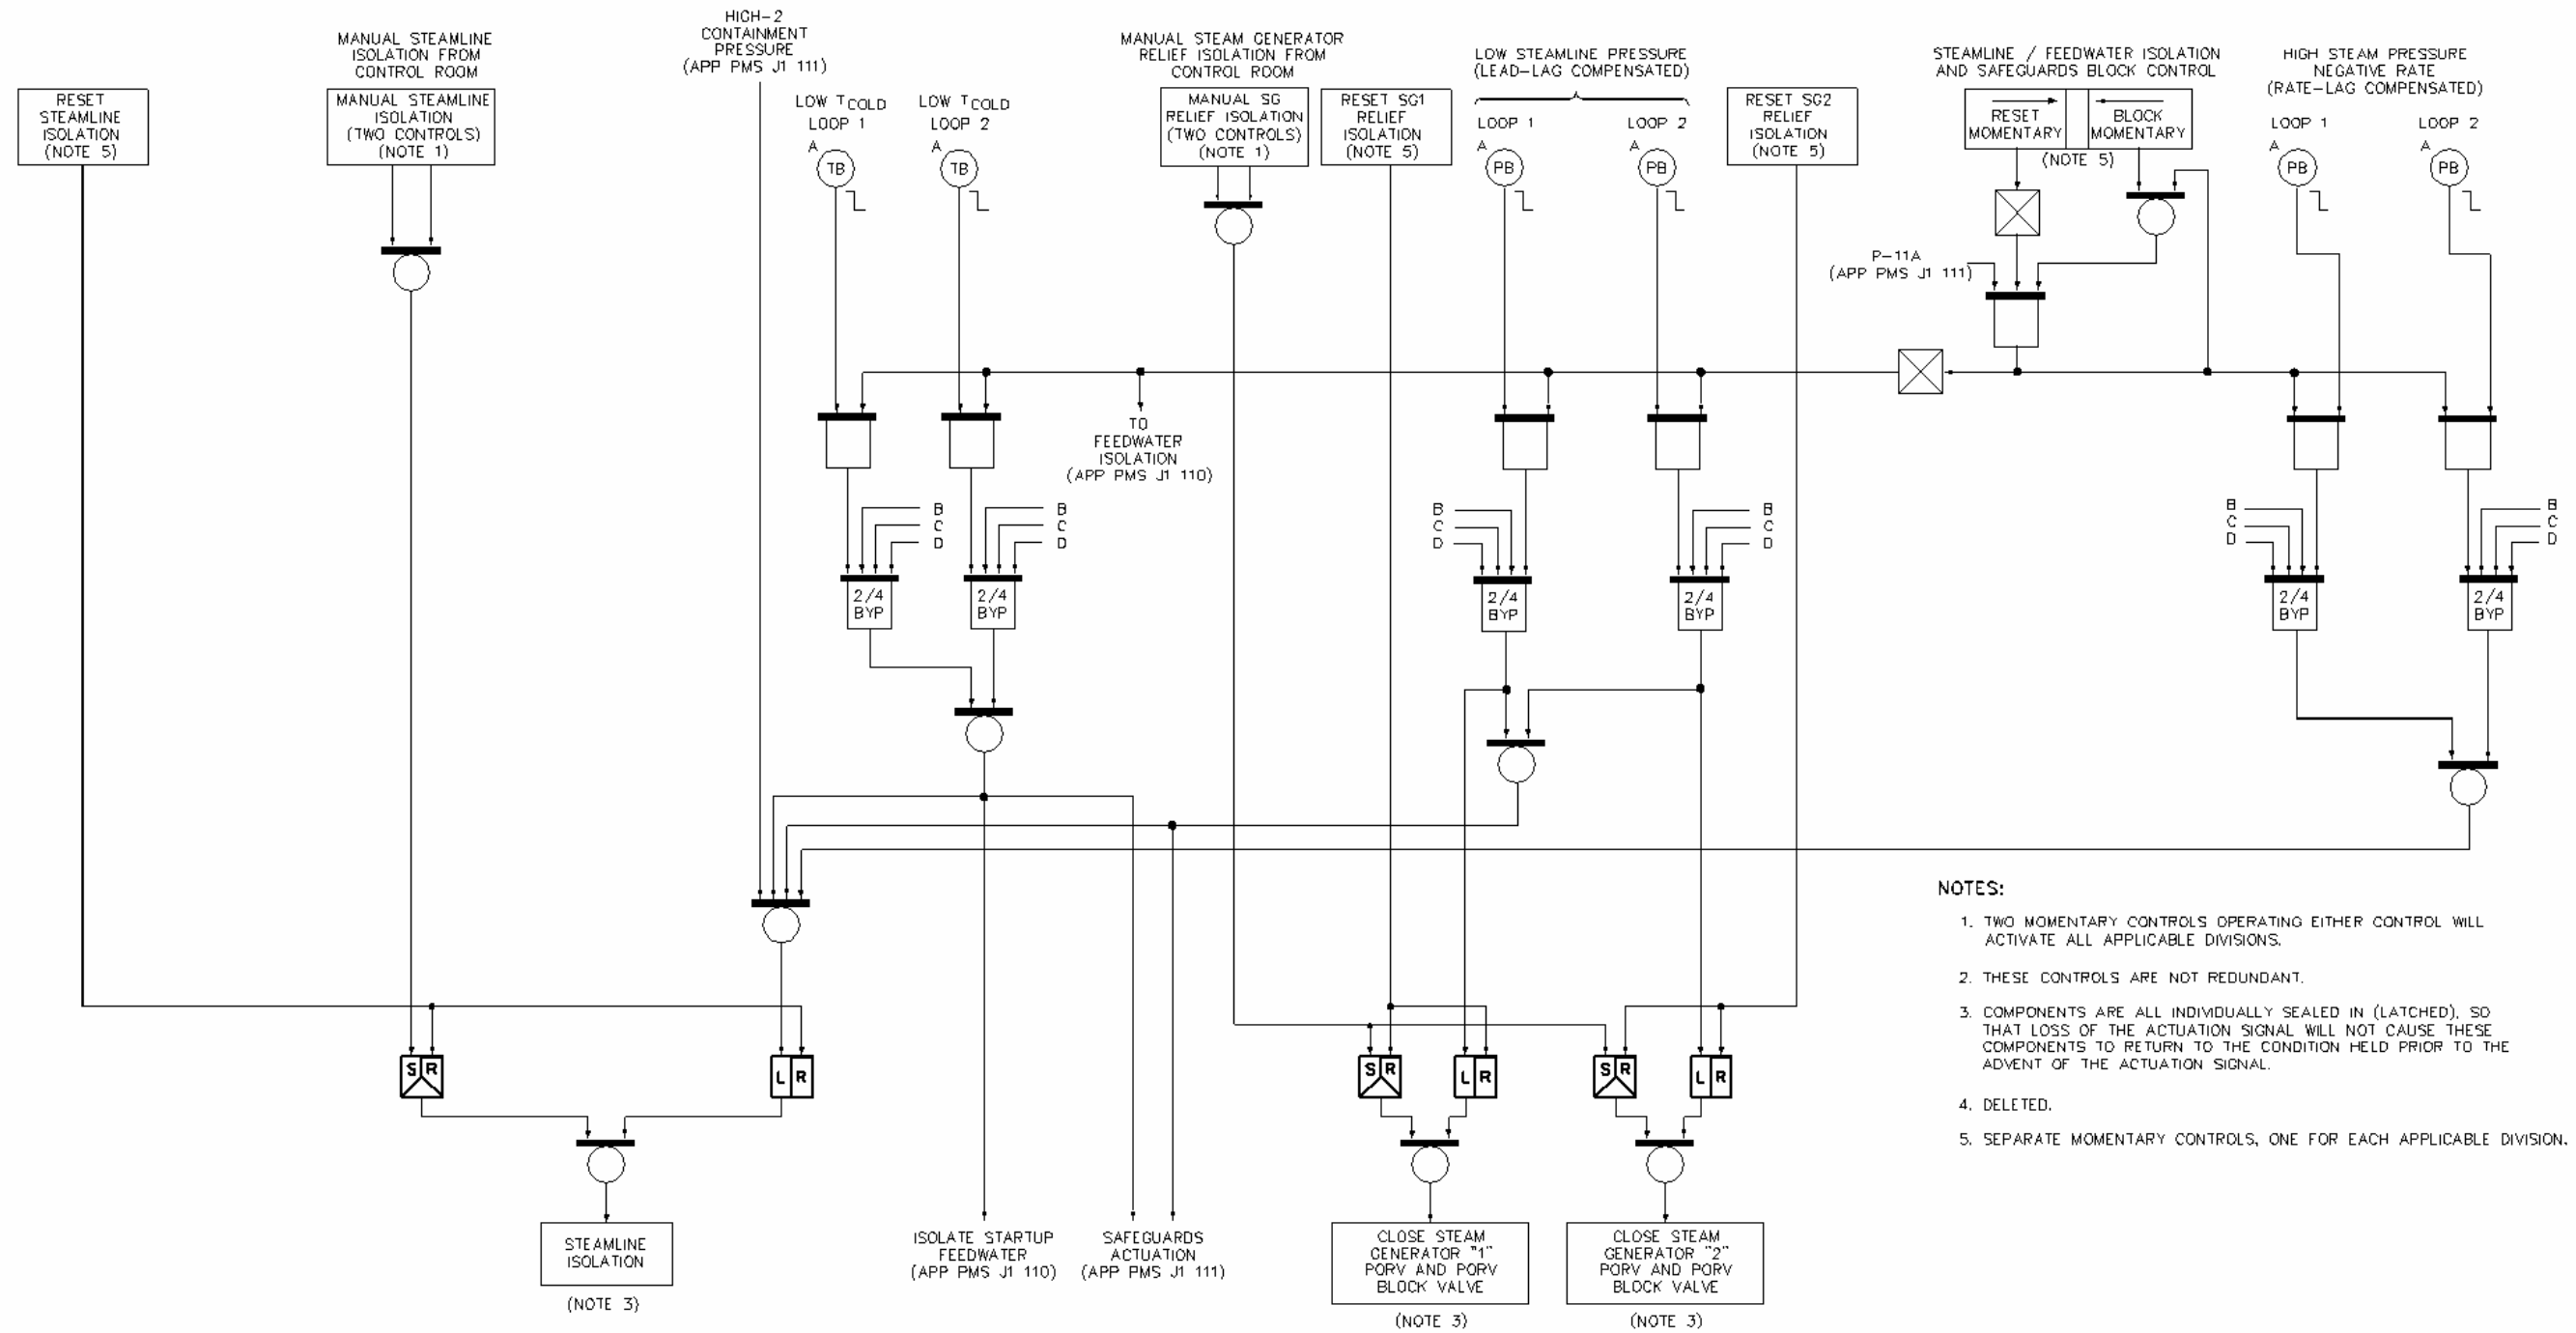 MANUAL STEAMLINE
ISOLATION FROM
CONTROL ROOM
RESET
STEAMLINE
ISOLATION
(NOTE 5)
MANUAL STEAMLINE
ISOLATION
(TWO CONTROLS)
(NOTE 1)
HIGH-2
CONTAINMENT
PRESSURE
(APP PMS J1 111)
LOW TCOLD
LOOP 1
A
TB
LOW TCOLD
LOOP 2
A
TB
MANUAL STEAM GENERATOR
RELIEF ISOLATION FROM
CONTROL ROOM
MANUAL SG
RELIEF ISOLATION
(TWO CONTROLS)
(NOTE 1)
RESET SG1
RELIEF
ISOLATION
(NOTE 5)
LOW STEAMLINE PRESSURE
(LEAD-LAG COMPENSATED)
LOOP 1
A
PB
LOOP 2
A
PB
RESET SG2
RELIEF
ISOLATION
(NOTE 5)
STEAMLINE / FEEDWATER ISOLATION
AND SAFEGUARDS BLOCK CONTROL
RESET
MOMENTARY
BLOCK
MOMENTARY
(NOTE 5)
HIGH STEAM PRESSURE
NEGATIVE RATE
(RATE-LAG COMPENSATED)
LOOP 1
A
PB
LOOP 2
A
PB
P-11A
(APP PMS J1 111)
TO
FEEDWATER
ISOLATION
(APP PMS J1 110)
B
C
D
2/4
BYP
B
C
D
2/4
BYP
B
C
D
2/4
BYP
B
C
D
2/4
BYP
B
C
D
2/4
BYP
B
C
D
2/4
BYP
S R
L R
S R
L R
S R
L R
STEAMLINE
ISOLATION
(NOTE 3)
ISOLATE STARTUP
FEEDWATER
(APP PMS J1 110)
SAFEGUARDS
ACTUATION
(APP PMS J1 111)
CLOSE STEAM
GENERATOR "1"
PORV AND PORV
BLOCK VALVE
(NOTE 3)
CLOSE STEAM
GENERATOR "2"
PORV AND PORV
BLOCK VALVE
(NOTE 3)
NOTES:
1. TWO MOMENTARY CONTROLS OPERATING EITHER CONTROL WILL
ACTIVATE ALL APPLICABLE DIVISIONS.
2. THESE CONTROLS ARE NOT REDUNDANT.
3. COMPONENTS ARE ALL INDIVIDUALLY SEALED IN (LATCHED), SO
THAT LOSS OF THE ACTUATION SIGNAL WILL NOT CAUSE THESE
COMPONENTS TO RETURN TO THE CONDITION HELD PRIOR TO THE
ADVENT OF THE ACTUATION SIGNAL.
4. DELETED.
5. SEPARATE MOMENTARY CONTROLS, ONE FOR EACH APPLICABLE DIVISION.